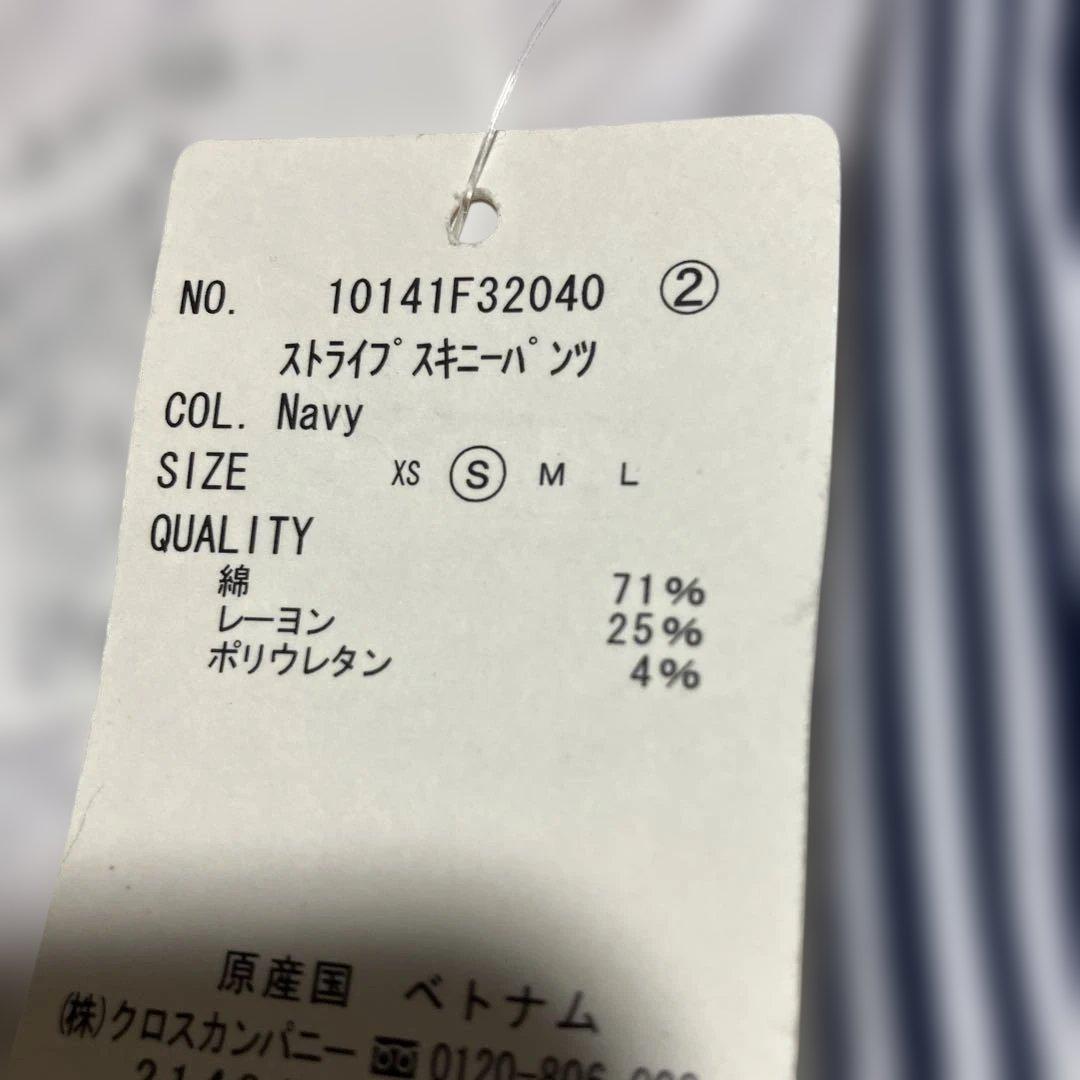 NO. 10141F32040 ②
ｽﾄﾗｲﾌﾟｽｷﾆｰﾊﾟﾝﾂ
COL. Navy
SIZE XS Ⓢ M L
QUALITY
綿 71%
レーヨン 25%
ポリウレタン 4%
原産国 ベトナム
(株)クロスカンパニー 0120-806